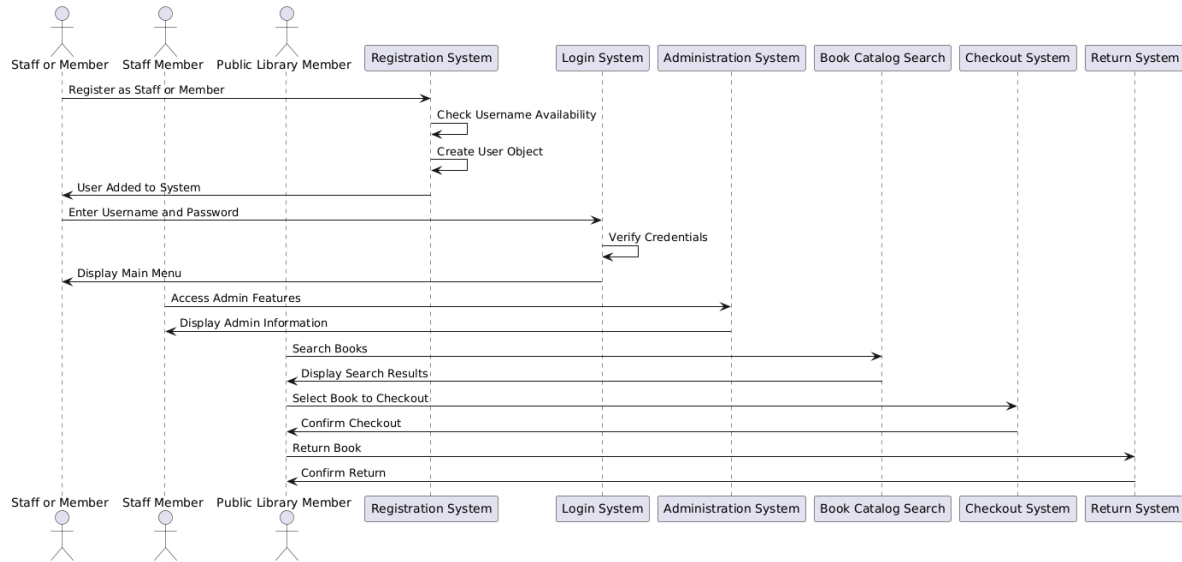 Staff or Member
Staff Member
Public Library Member
Registration System
Login System
Administration System
Book Catalog Search
Checkout System
Return System
Register as Staff or Member
Check Username Availability
Create User Object
User Added to System
Enter Username and Password
Verify Credentials
Display Main Menu
Access Admin Features
Display Admin Information
Search Books
Display Search Results
Select Book to Checkout
Confirm Checkout
Return Book
Confirm Return
Staff or Member
Staff Member
Public Library Member
Registration System
Login System
Administration System
Book Catalog Search
Checkout System
Return System